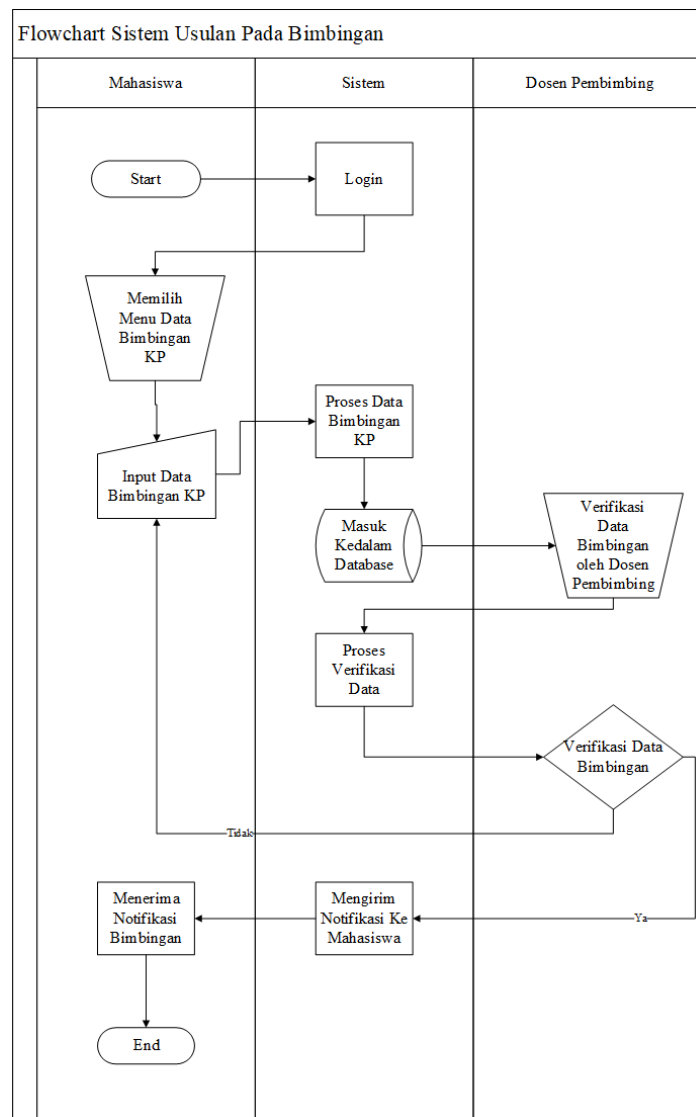 Flowchart Sistem Usulan Pada Bimbingan
Mahasiswa
Sistem
Dosen Pembimbing
Start
Login
Memilih
Menu Data
Bimbingan
KP
Input Data
Bimbingan KP
Proses Data
Bimbingan
KP
Masuk
Kedalam
Database
Verifikasi
Data
Bimbingan
oleh Dosen
Pembimbing
Proses
Verifikasi
Data
Verifikasi Data
Bimbingan
Tidak
Ya
Mengirim
Notifikasi Ke
Mahasiswa
Menerima
Notifikasi
Bimbingan
End